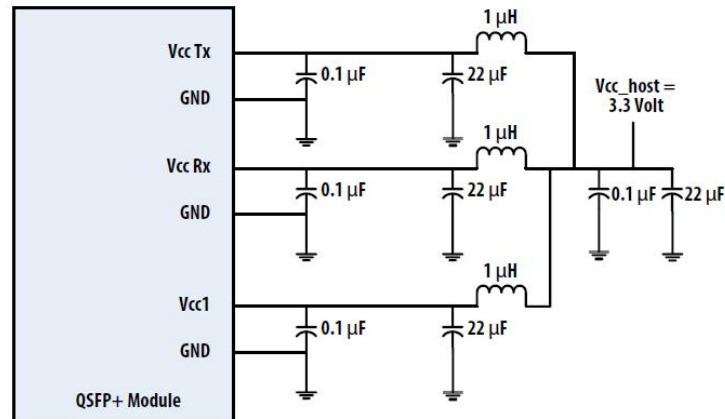 1 µH
Vcc Tx
0.1 µF
22 µF
GND
Vcc_host =
3.3 Volt
1 µH
Vcc Rx
0.1 µF
22 µF
0.1 µF
22 µF
GND
1 µH
Vcc1
0.1 µF
22 µF
GND
QSFP+ Module